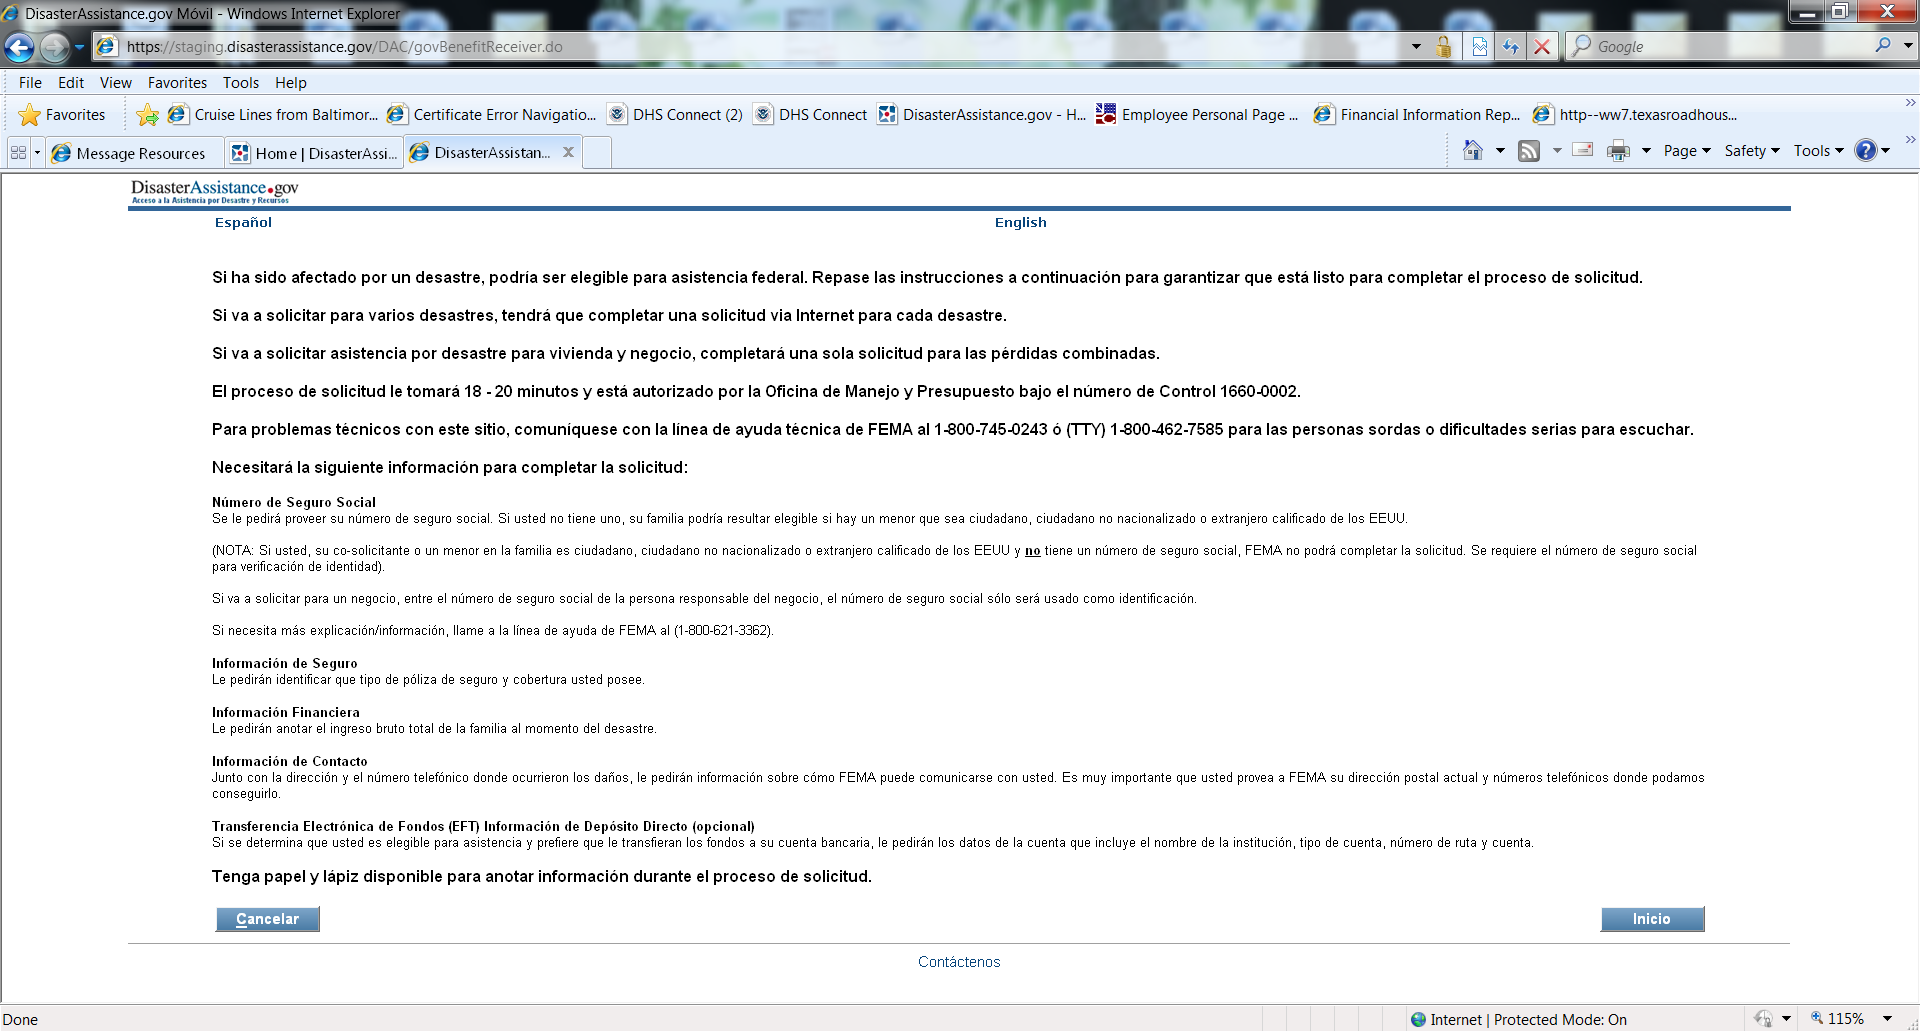 DisasterAssistance.gov Móvil - Windows Internet Explorer
https://staging.disasterassistance.gov/DAC/govBenefitReceiver.do
Google
File Edit View Favorites Tools Help
Favorites Cruise Lines from Baltimor... Certificate Error Navigatio... DHS Connect (2) DHS Connect DisasterAssistance.gov - H... Employee Personal Page ... Financial Information Rep... http--ww7.texasroadhous...
Message Resources Home | DisasterAssi... DisasterAssistan... Page Safety Tools
DisasterAssistance.gov
Acceso a la Asistencia por Desastre y Recursos
Español English
Si ha sido afectado por un desastre, podría ser elegible para asistencia federal. Repase las instrucciones a continuación para garantizar que está listo para completar el proceso de solicitud.
Si va a solicitar para varios desastres, tendrá que completar una solicitud via Internet para cada desastre.
Si va a solicitar asistencia por desastre para vivienda y negocio, completará una sola solicitud para las pérdidas combinadas.
El proceso de solicitud le tomará 18 - 20 minutos y está autorizado por la Oficina de Manejo y Presupuesto bajo el número de Control 1660-0002.
Para problemas técnicos con este sitio, comuníquese con la línea de ayuda técnica de FEMA al 1-800-745-0243 ó (TTY) 1-800-462-7585 para las personas sordas o dificultades serias para escuchar.
Necesitará la siguiente información para completar la solicitud:
Número de Seguro Social
Se le pedirá proveer su número de seguro social. Si usted no tiene uno, su familia podría resultar elegible si hay un menor que sea ciudadano, ciudadano no nacionalizado o extranjero calificado de los EEUU.
(NOTA: Si usted, su co-solicitante o un menor en la familia es ciudadano, ciudadano no nacionalizado o extranjero calificado de los EEUU y no tiene un número de seguro social, FEMA no podrá completar la solicitud. Se requiere el número de seguro social
para verificación de identidad).
Si va a solicitar para un negocio, entre el número de seguro social de la persona responsable del negocio, el número de seguro social sólo será usado como identificación.
Si necesita más explicación/información, llame a la línea de ayuda de FEMA al (1-800-621-3362).
Información de Seguro
Le pedirán identificar que tipo de póliza de seguro y cobertura usted posee.
Información Financiera
Le pedirán anotar el ingreso bruto total de la familia al momento del desastre.
Información de Contacto
Junto con la dirección y el número telefónico donde ocurrieron los daños, le pedirán información sobre cómo FEMA puede comunicarse con usted. Es muy importante que usted provea a FEMA su dirección postal actual y números telefónicos donde podamos
conseguirlo.
Transferencia Electrónica de Fondos (EFT) Información de Depósito Directo (opcional)
Si se determina que usted es elegible para asistencia y prefiere que le transfieran los fondos a su cuenta bancaria, le pedirán los datos de la cuenta que incluye el nombre de la institución, tipo de cuenta, número de ruta y cuenta.
Tenga papel y lápiz disponible para anotar información durante el proceso de solicitud.
Cancelar Inicio
Contáctenos
Done Internet | Protected Mode: On 115%